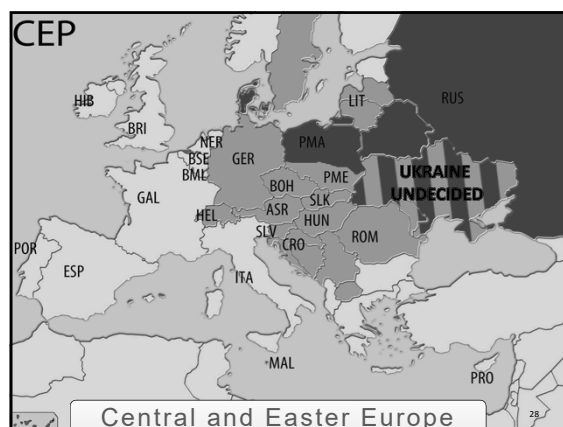 CEP
HIB
BRI
NER
BSE
BML
GER
GAL
HEL
POR
ESP
ITA
MAL
LIT
RUS
PMA
PME
BOH
SLK
ASR
HUN
SLV
CRO
ROM
UKRAINE
UNDECIDED
PRO
Central and Easter Europe
28